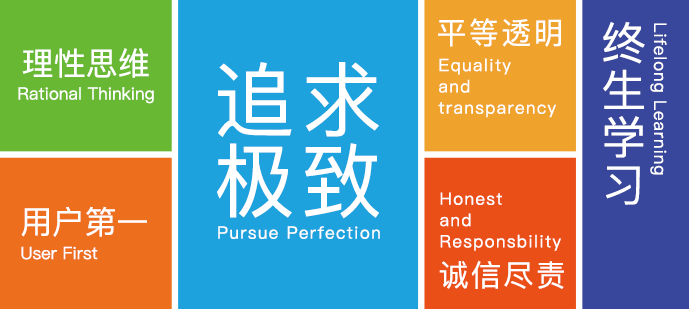 理性思维
Rational Thinking
用户第一
User First
追求
极致
Pursue Perfection
平等透明
Equality
and
transparency
Honest
and
Responsbility
诚信尽责
终生学习
Lifelong Learning